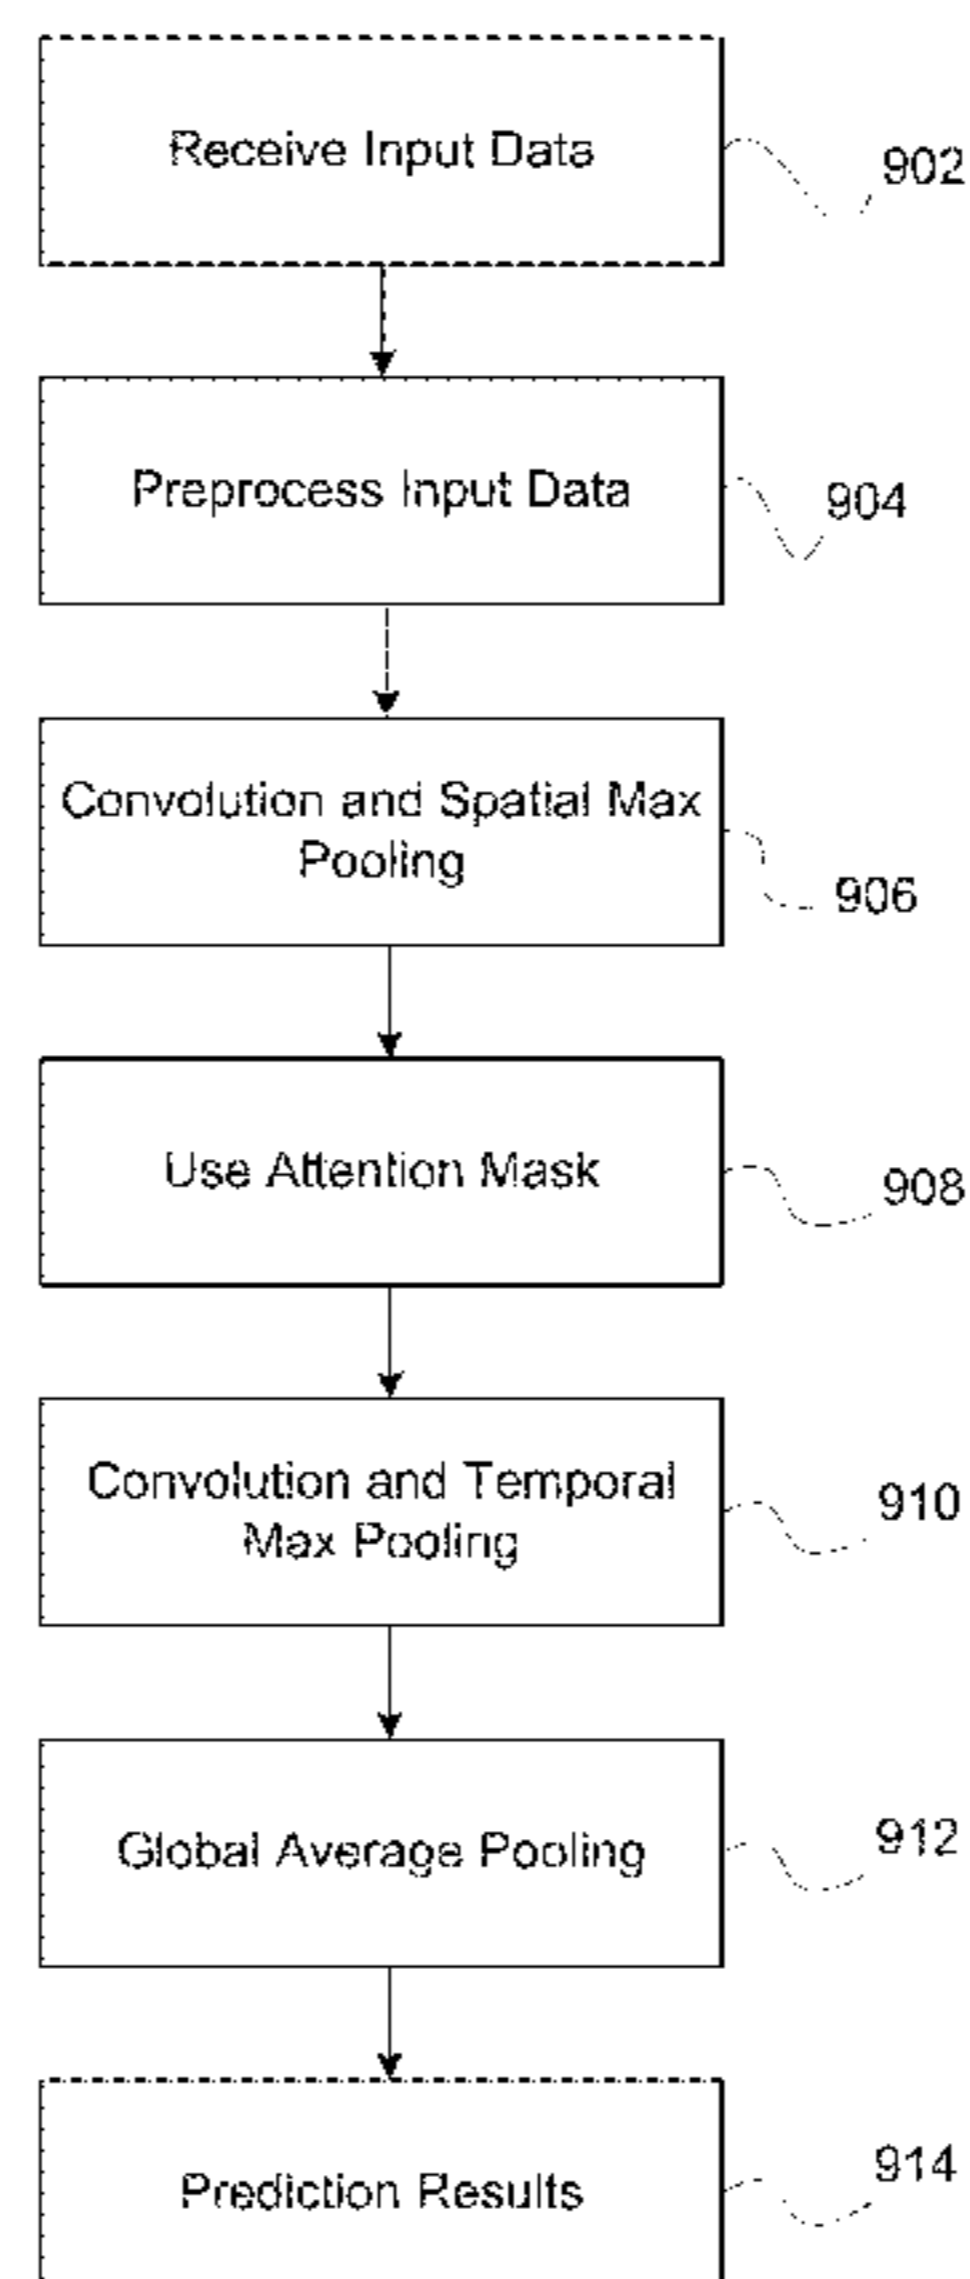 Receive Input Data
902
Preprocess Input Data
904
Convolution and Spatial Max
Pooling
906
Use Attention Mask
908
Convolution and Temporal
Max Pooling
910
Global Average Pooling
912
Prediction Results
914